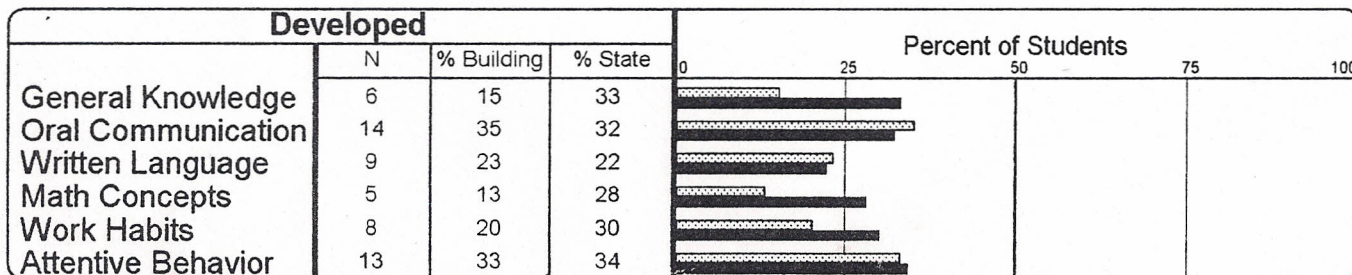 Developed
N % Building % State
Percent of Students
0 25 50 75 100
General Knowledge 6 15 33
Oral Communication 14 35 32
Written Language 9 23 22
Math Concepts 5 13 28
Work Habits 8 20 30
Attentive Behavior 13 33 34